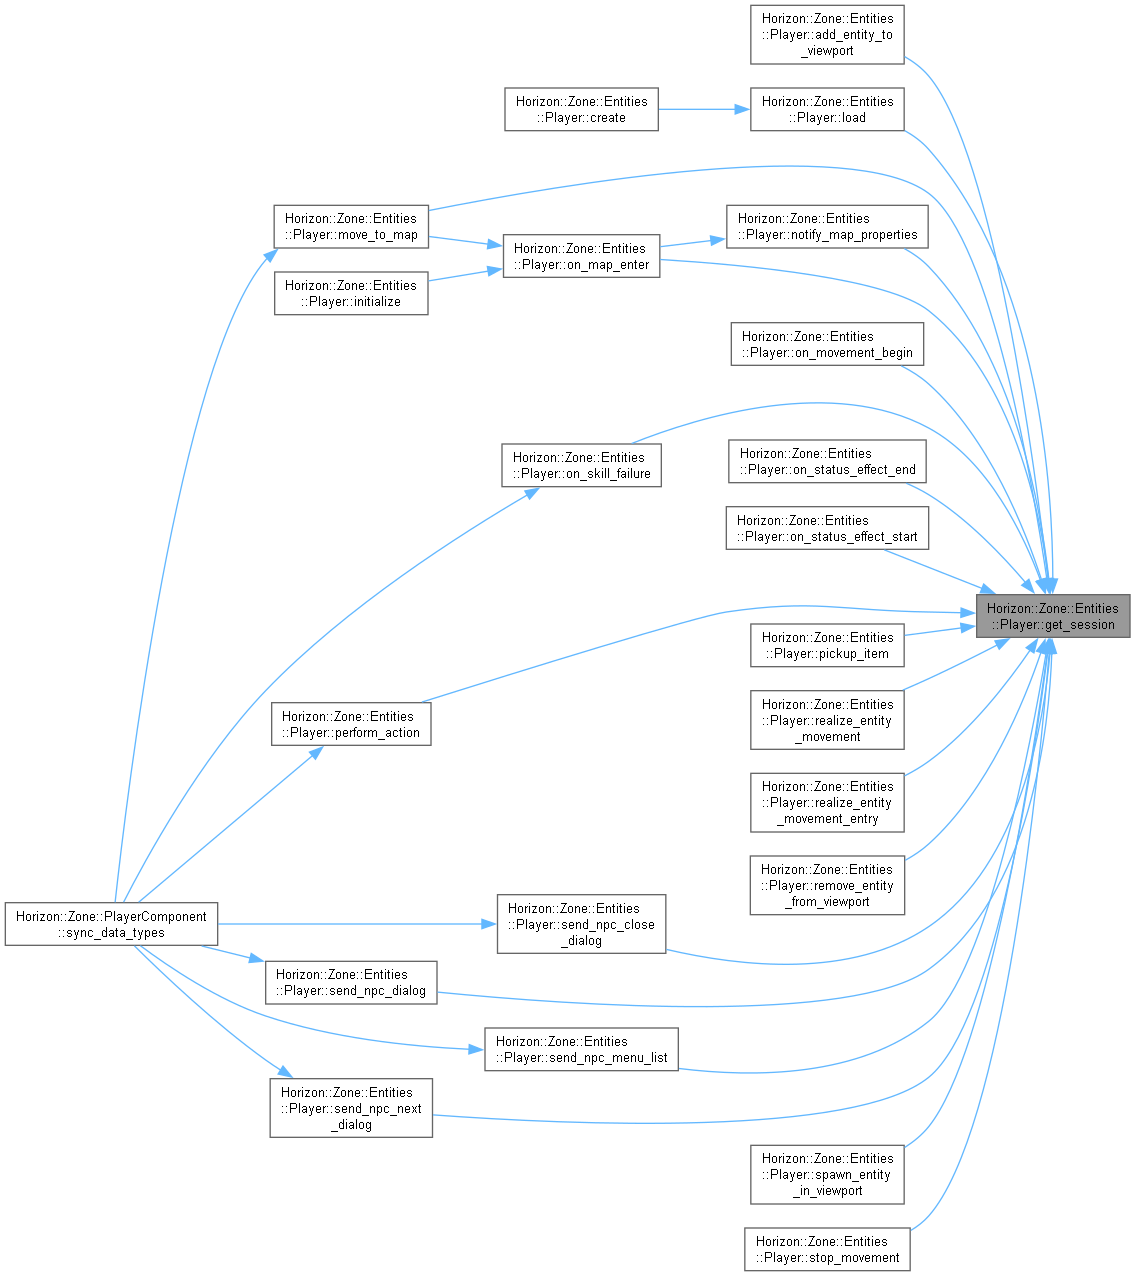 Horizon::Zone::Entities
::Player::add_entity_to
_viewport
Horizon::Zone::Entities
::Player::create
Horizon::Zone::Entities
::Player::load
Horizon::Zone::Entities
::Player::move_to_map
Horizon::Zone::Entities
::Player::notify_map_properties
Horizon::Zone::Entities
::Player::on_map_enter
Horizon::Zone::Entities
::Player::initialize
Horizon::Zone::Entities
::Player::on_movement_begin
Horizon::Zone::Entities
::Player::on_skill_failure
Horizon::Zone::Entities
::Player::on_status_effect_end
Horizon::Zone::Entities
::Player::on_status_effect_start
Horizon::Zone::Entities
::Player::get_session
Horizon::Zone::Entities
::Player::pickup_item
Horizon::Zone::Entities
::Player::realize_entity
_movement
Horizon::Zone::Entities
::Player::perform_action
Horizon::Zone::Entities
::Player::realize_entity
_movement_entry
Horizon::Zone::Entities
::Player::remove_entity
_from_viewport
Horizon::Zone::PlayerComponent
::sync_data_types
Horizon::Zone::Entities
::Player::send_npc_close
_dialog
Horizon::Zone::Entities
::Player::send_npc_dialog
Horizon::Zone::Entities
::Player::send_npc_menu_list
Horizon::Zone::Entities
::Player::send_npc_next
_dialog
Horizon::Zone::Entities
::Player::spawn_entity
_in_viewport
Horizon::Zone::Entities
::Player::stop_movement